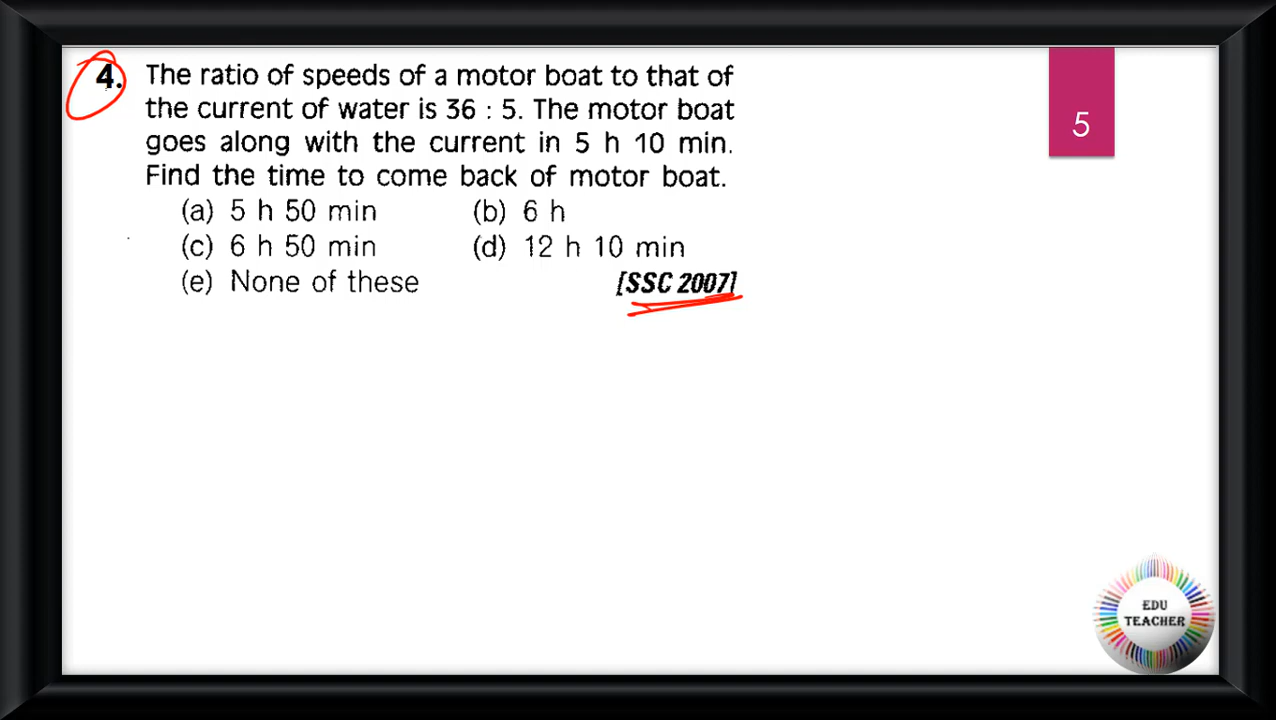 4. The ratio of speeds of a motor boat to that of
the current of water is 36 : 5. The motor boat
goes along with the current in 5 h 10 min.
Find the time to come back of motor boat.
(a) 5 h 50 min (b) 6 h
(c) 6 h 50 min (d) 12 h 10 min
(e) None of these [SSC 2007]
5
EDU
TEACHER